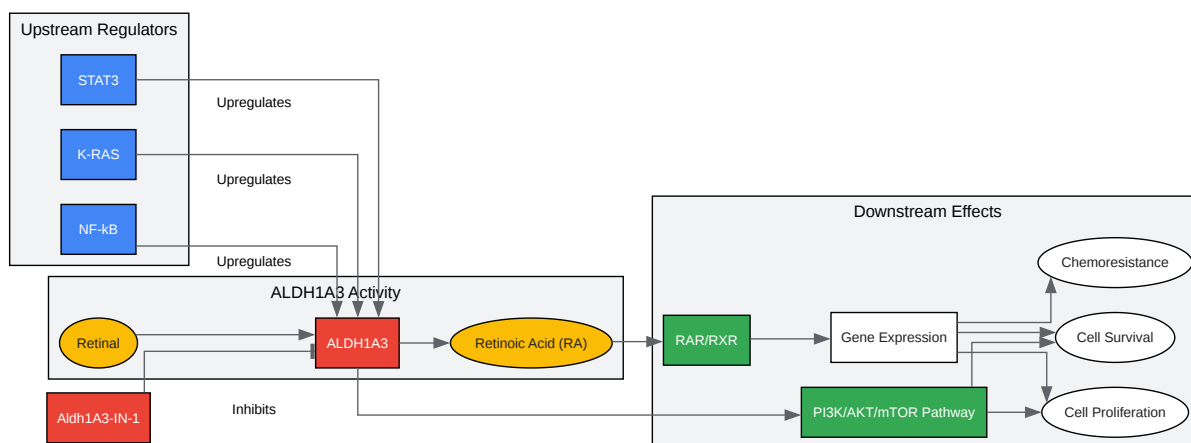 Upstream Regulators
STAT3
Upregulates
K-RAS
Upregulates
NF-kB
Upregulates
Downstream Effects
Chemoresistance
ALDH1A3 Activity
Retinal
ALDH1A3
Retinoic Acid (RA)
RAR/RXR
Gene Expression
Cell Survival
Aldh1A3-IN-1
Inhibits
PI3K/AKT/mTOR Pathway
Cell Proliferation